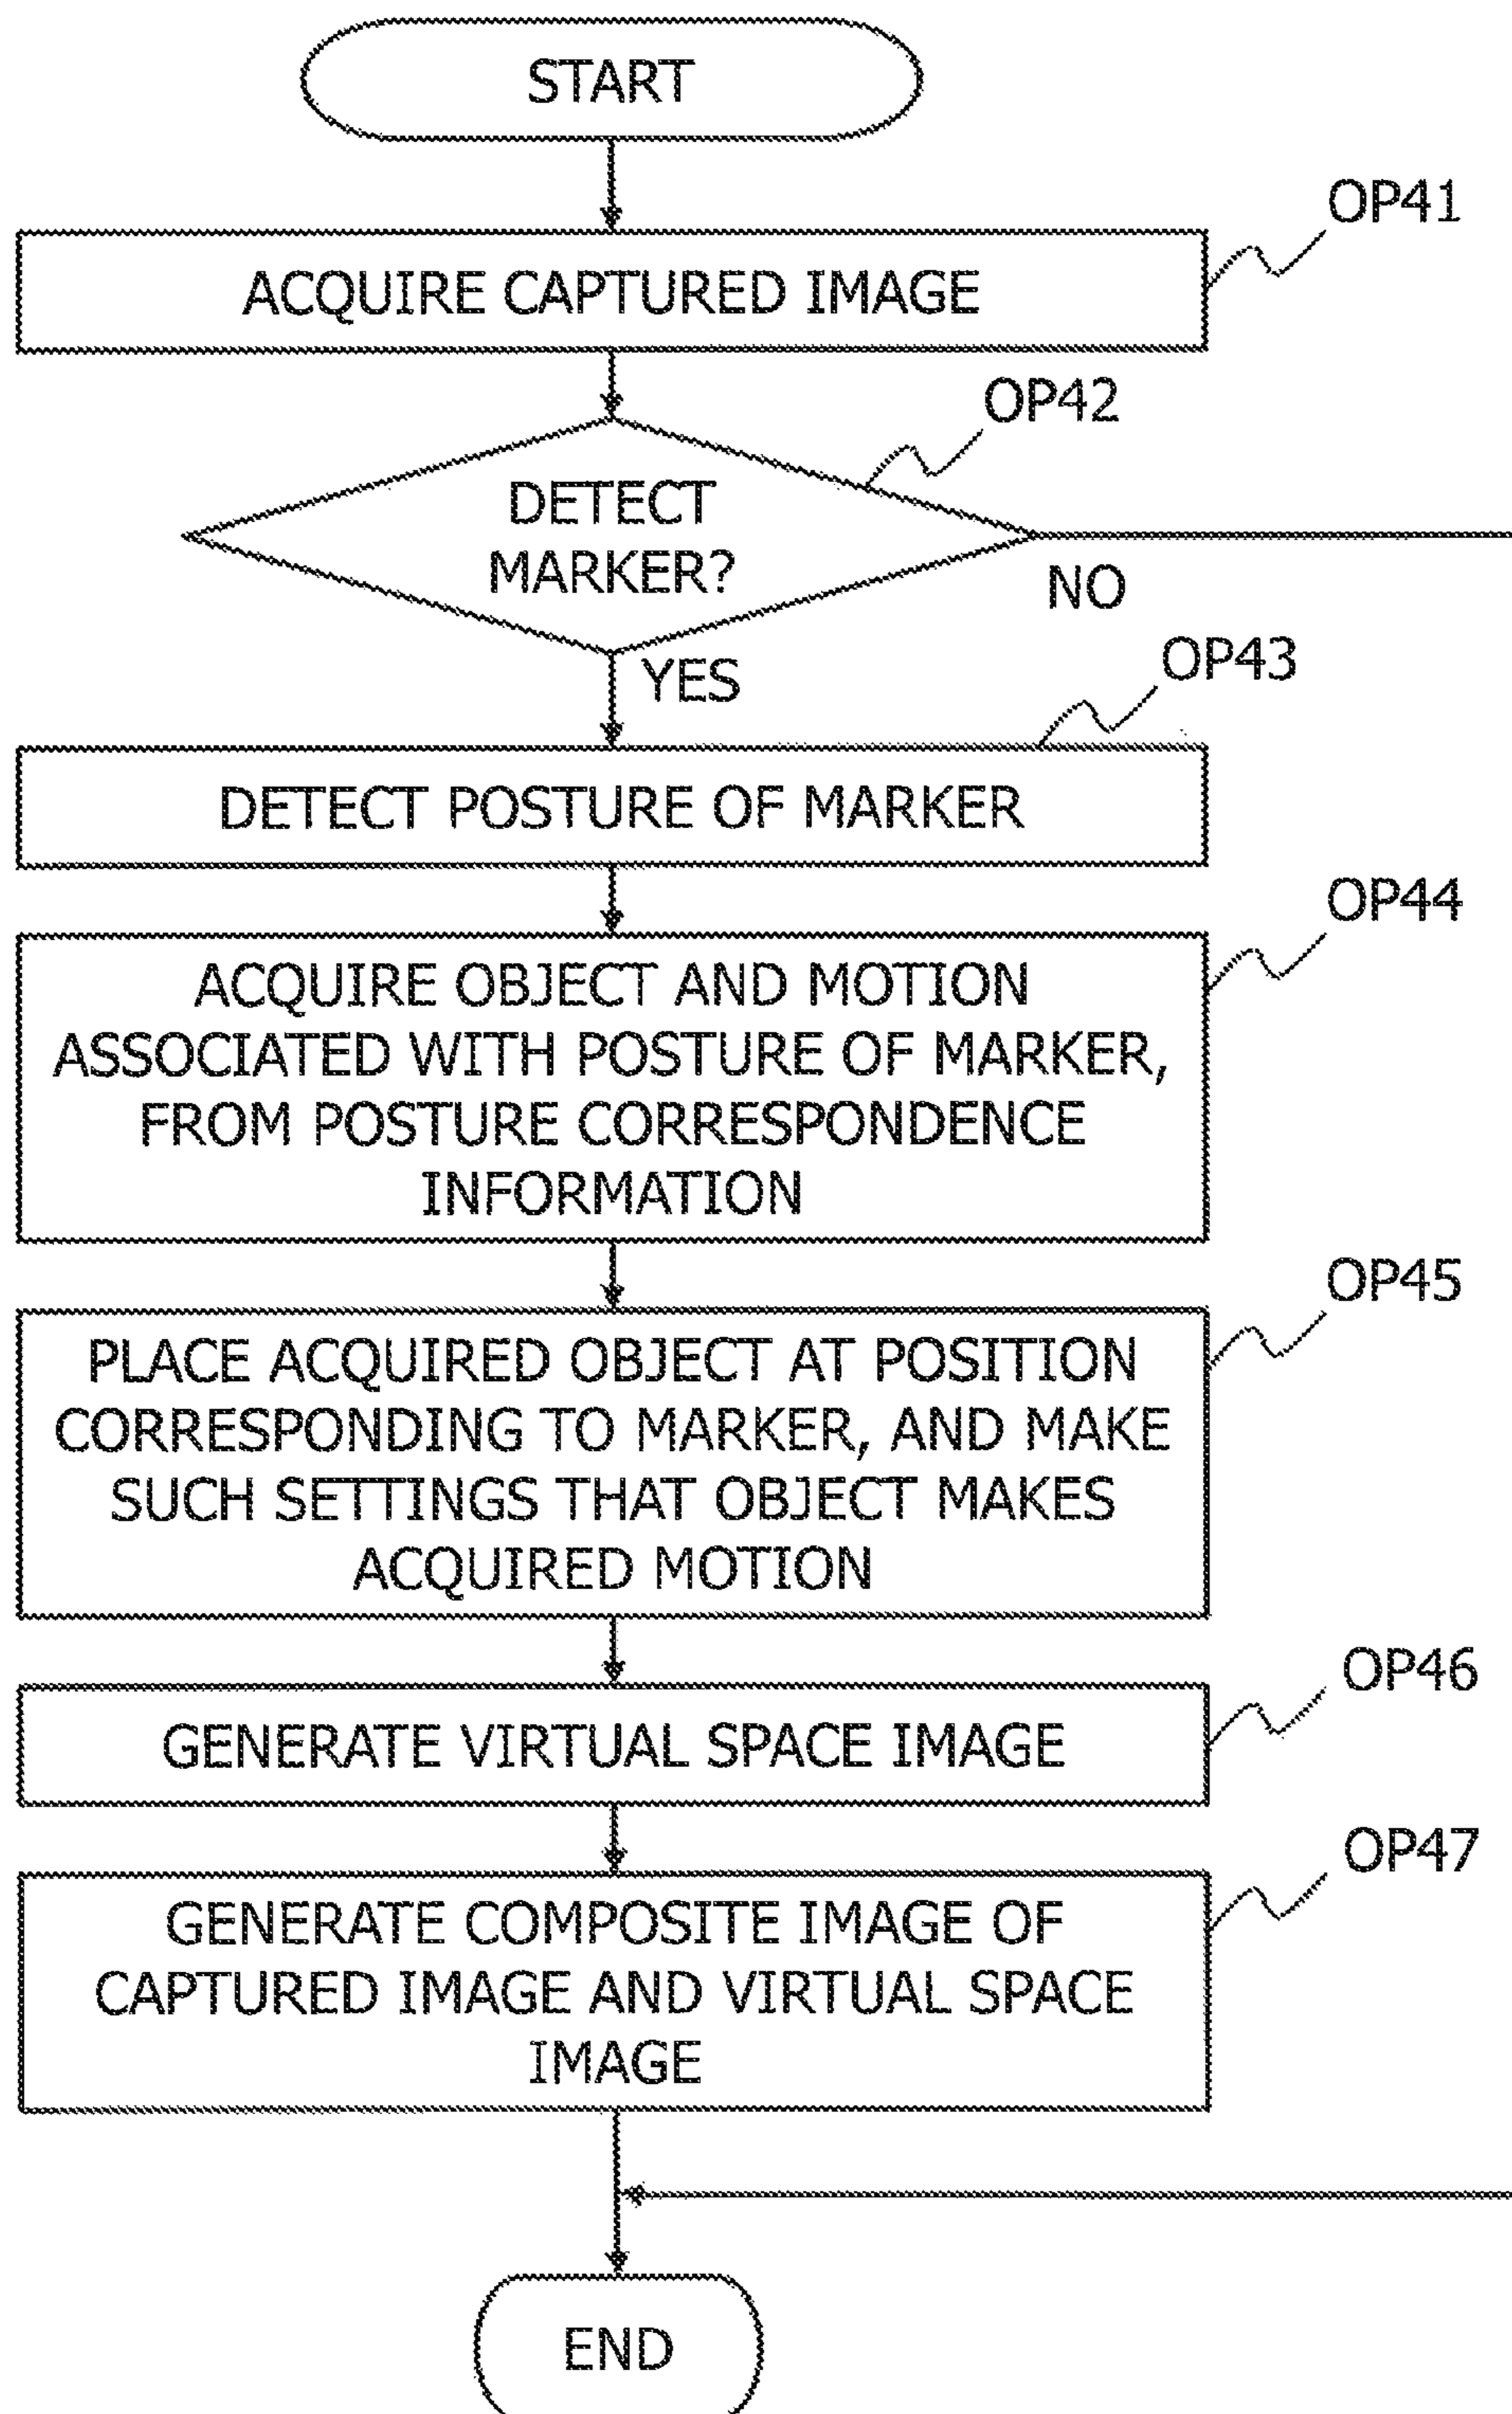 START
OP41
ACQUIRE CAPTURED IMAGE
OP42
DETECT
MARKER?
NO
YES
OP43
DETECT POSTURE OF MARKER
OP44
ACQUIRE OBJECT AND MOTION
ASSOCIATED WITH POSTURE OF MARKER,
FROM POSTURE CORRESPONDENCE
INFORMATION
OP45
PLACE ACQUIRED OBJECT AT POSITION
CORRESPONDING TO MARKER, AND MAKE
SUCH SETTINGS THAT OBJECT MAKES
ACQUIRED MOTION
OP46
GENERATE VIRTUAL SPACE IMAGE
OP47
GENERATE COMPOSITE IMAGE OF
CAPTURED IMAGE AND VIRTUAL SPACE
IMAGE
END